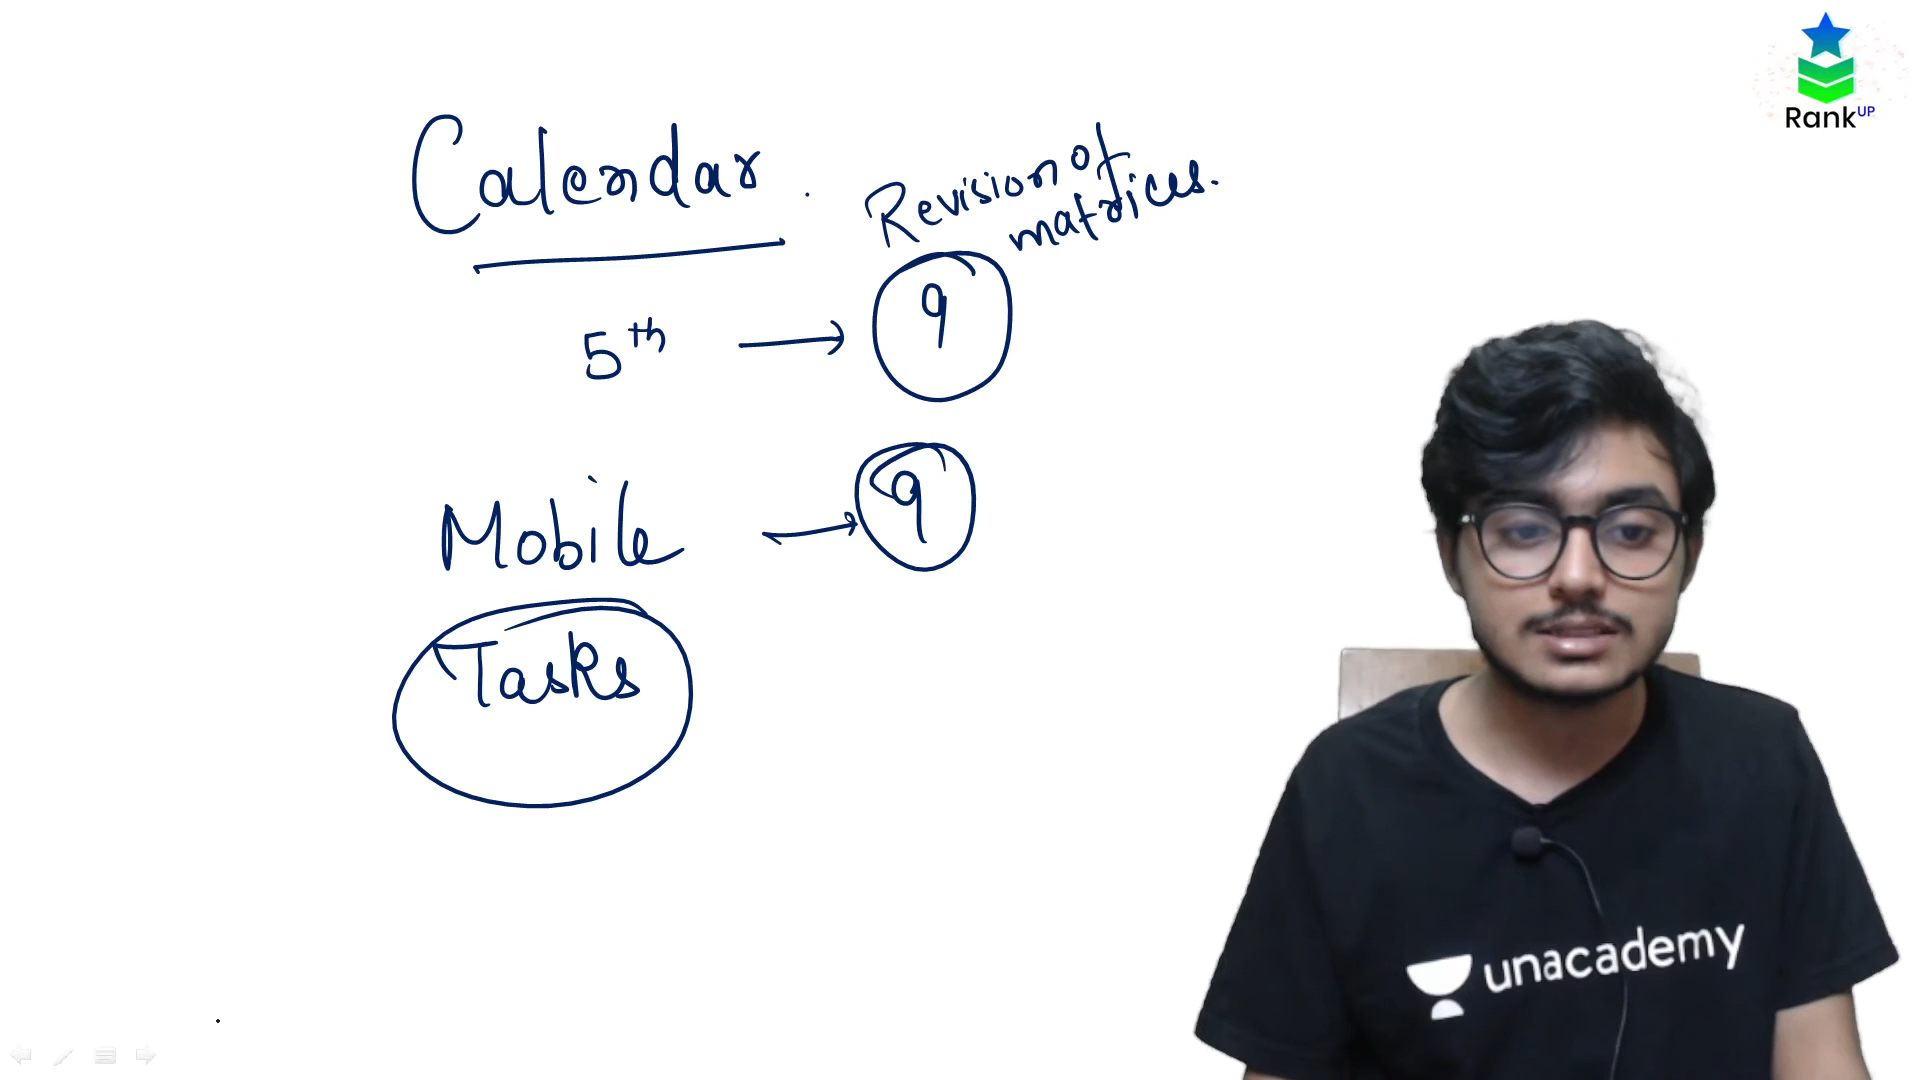 Calendar.
Revision of
matrices.
5th → 9
Mobile → 9
Tasks
RankUP
unacademy